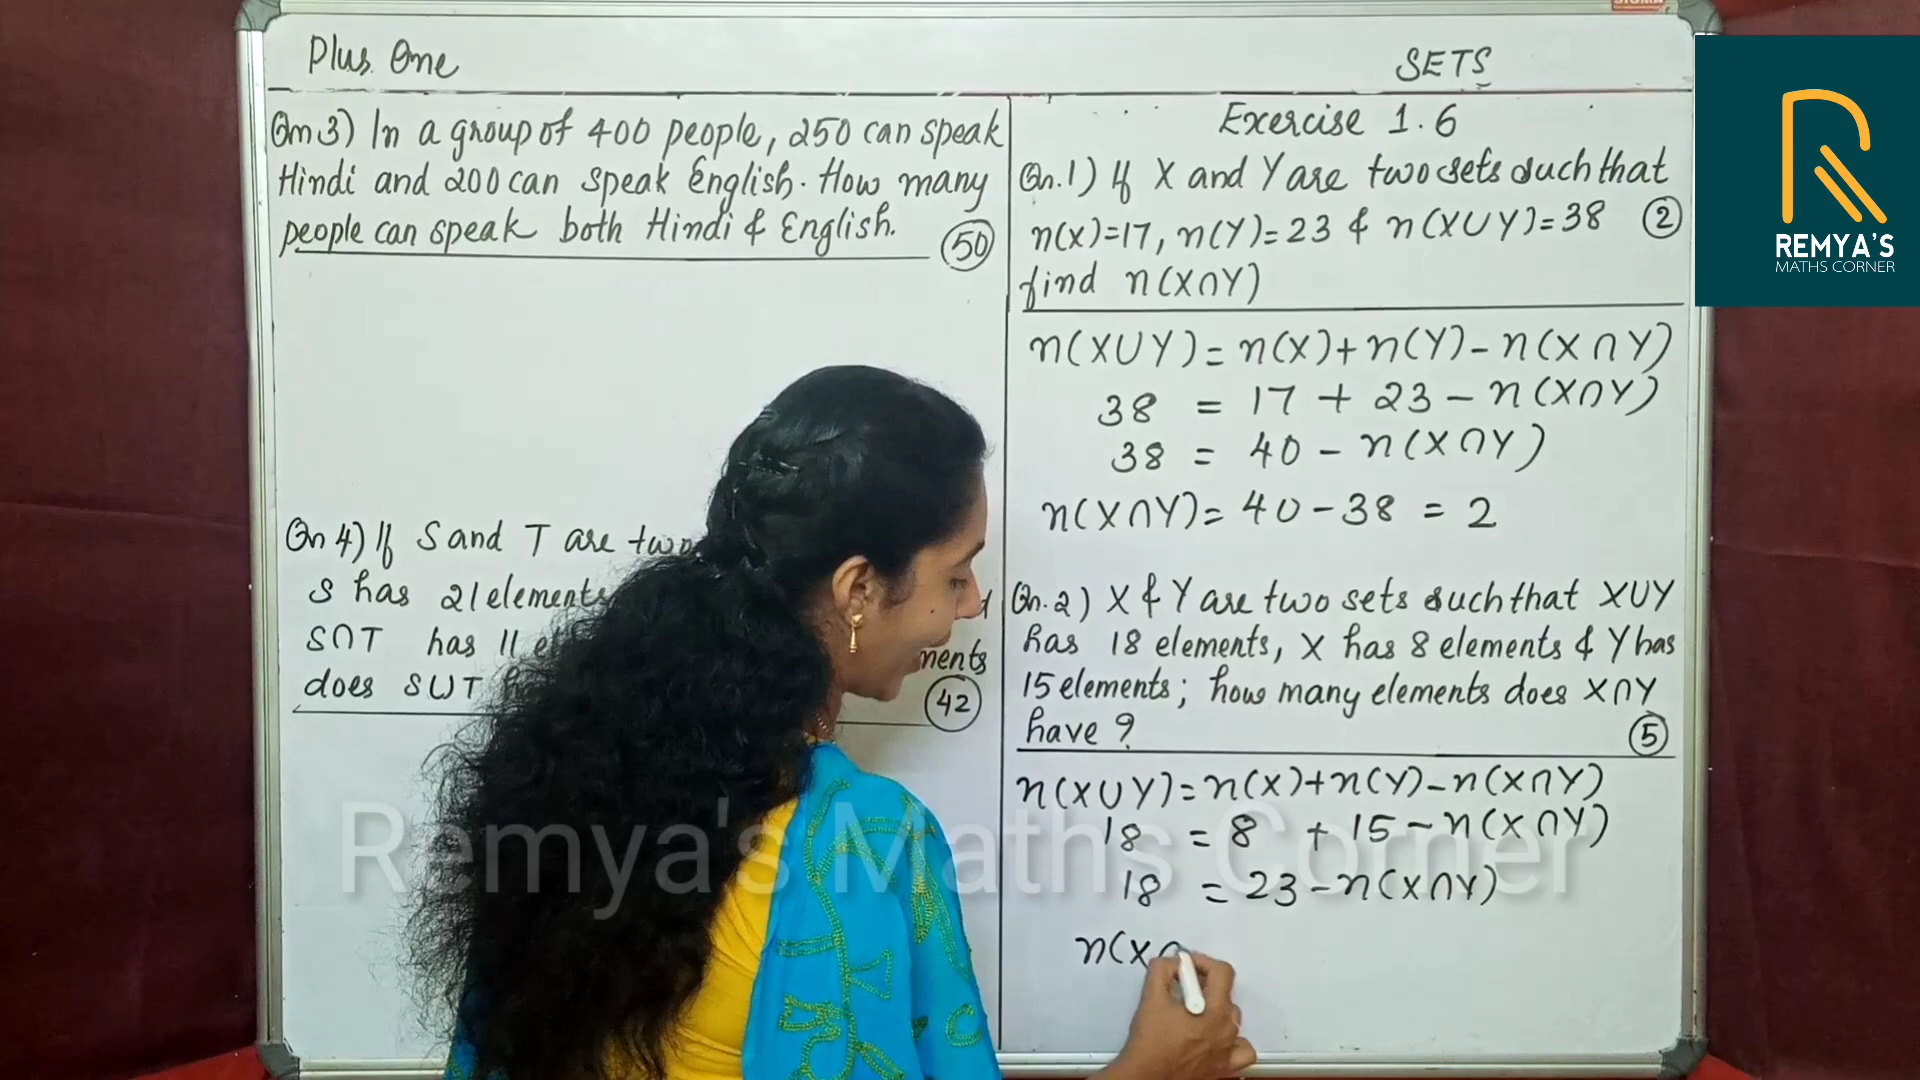 Plus One
SETS
Qn 3) In a group of 400 people, 250 can speak
Hindi and 200 can speak English. How many
people can speak both Hindi & English.
50
Qn 4) If S and T are two
S has 21 elements
S∩T has 11
ments
does S∪T
42
Exercise 1.6
Qn.1) If X and Y are two sets such that
n(X)=17, n(Y)=23 & n(X∪Y)=38
2
find n(X∩Y)
n(X∪Y)=n(X)+n(Y)-n(X∩Y)
38 = 17 + 23 - n(X∩Y)
38 = 40 - n(X∩Y)
n(X∩Y)= 40-38 = 2
Qn.2) X & Y are two sets such that X∪Y
has 18 elements, X has 8 elements & Y has
15 elements; how many elements does X∩Y
have ?
5
n(X∪Y)=n(X)+n(Y)-n(X∩Y)
18 = 8 + 15-n(X∩Y)
18 = 23-n(X∩Y)
n(X∩
REMYA'S
MATHS CORNER
Remya's Maths Corner